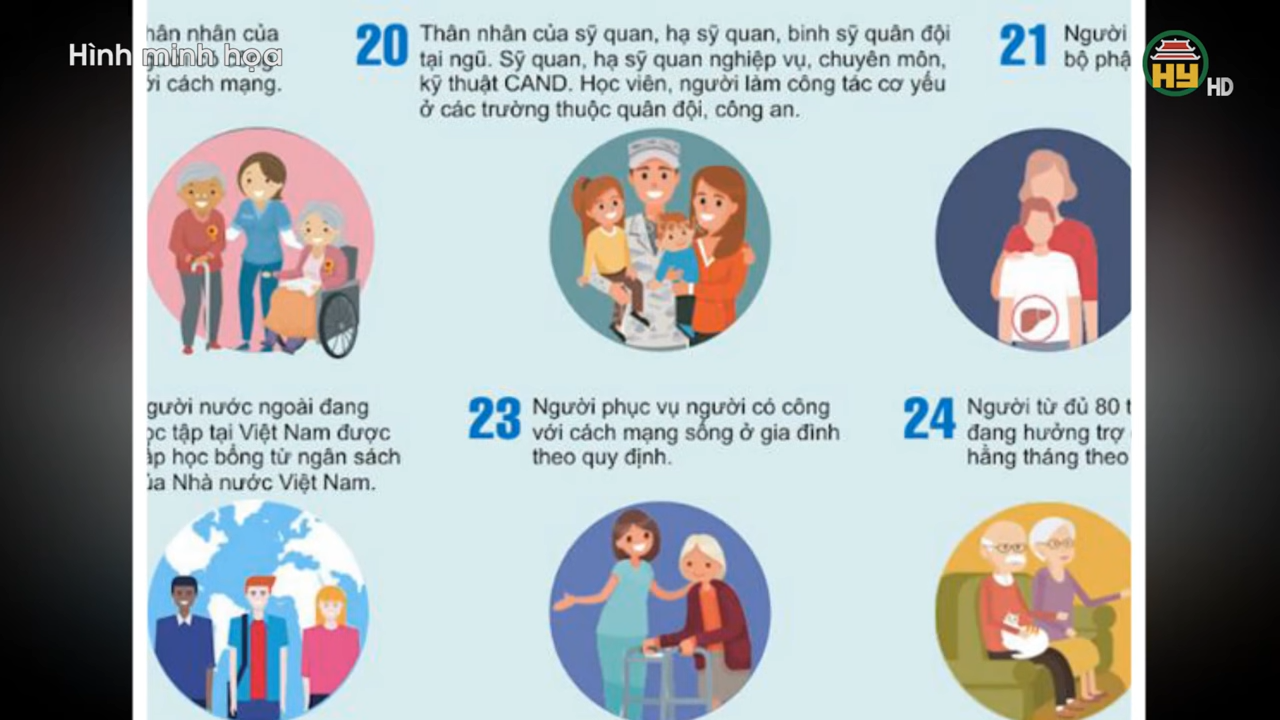 Hình minh họa
hân nhân của
ời cách mạng.
20
Thân nhân của sỹ quan, hạ sỹ quan, binh sỹ quân đội
tại ngũ. Sỹ quan, hạ sỹ quan nghiệp vụ, chuyên môn,
kỹ thuật CAND. Học viên, người làm công tác cơ yếu
ở các trường thuộc quân đội, công an.
21
Người
bộ phậ
HY
HD
gười nước ngoài đang
ọc tập tại Việt Nam được
ấp học bổng từ ngân sách
ủa Nhà nước Việt Nam.
23
Người phục vụ người có công
với cách mạng sống ở gia đình
theo quy định.
24
Người từ đủ 80 t
đang hưởng trợ
hằng tháng theo